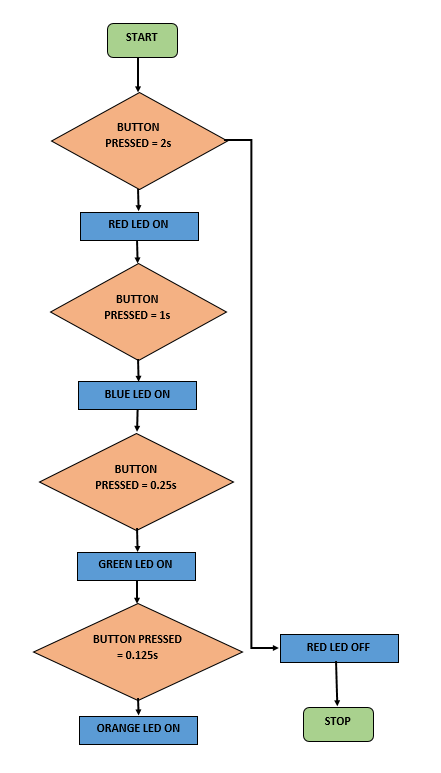 START
BUTTON
PRESSED = 2s
RED LED ON
BUTTON
PRESSED = 1s
BLUE LED ON
BUTTON
PRESSED = 0.25s
GREEN LED ON
BUTTON PRESSED
= 0.125s
RED LED OFF
ORANGE LED ON
STOP